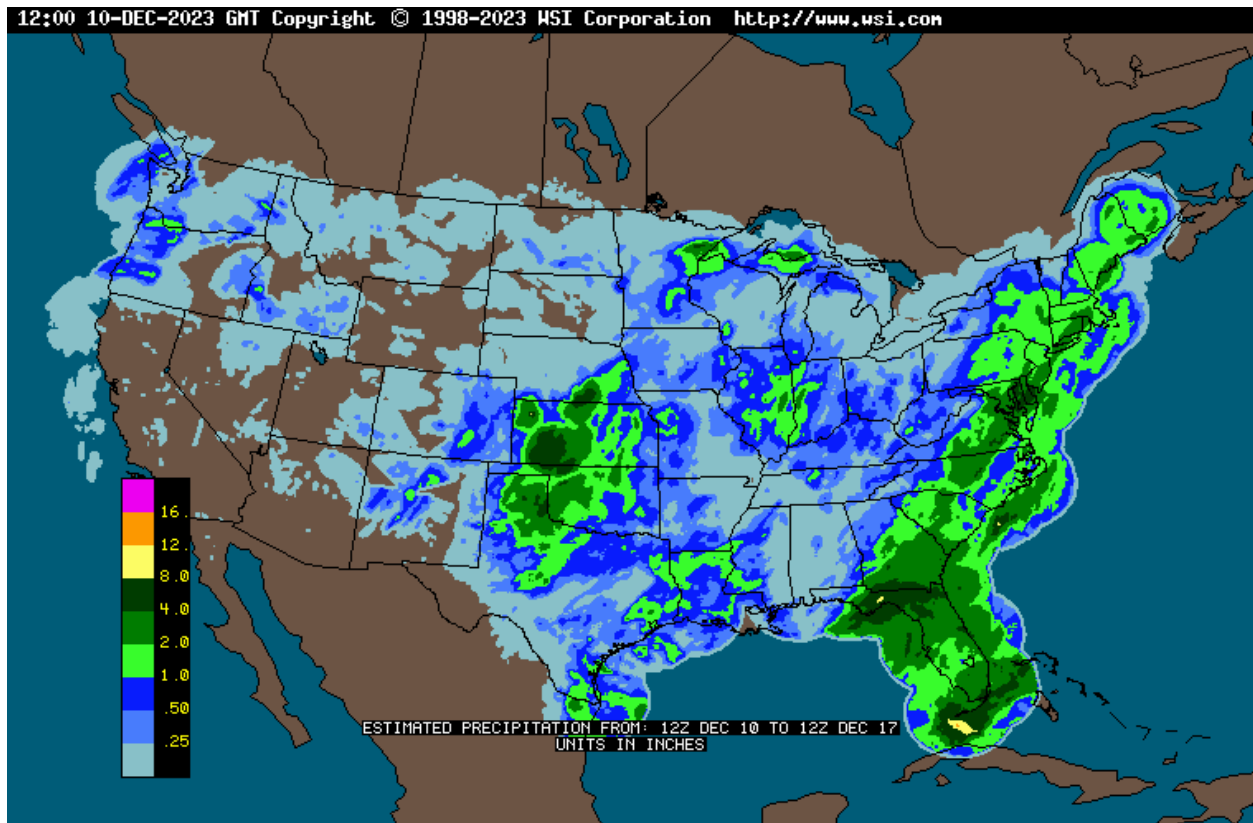 12:00 10-DEC-2023 GMT Copyright © 1998-2023 WSI Corporation http://www.wsi.com
16.
12.
8.0
4.0
2.0
1.0
.50
.25
ESTIMATED PRECIPITATION FROM: 12Z DEC 10 TO 12Z DEC 17
UNITS IN INCHES